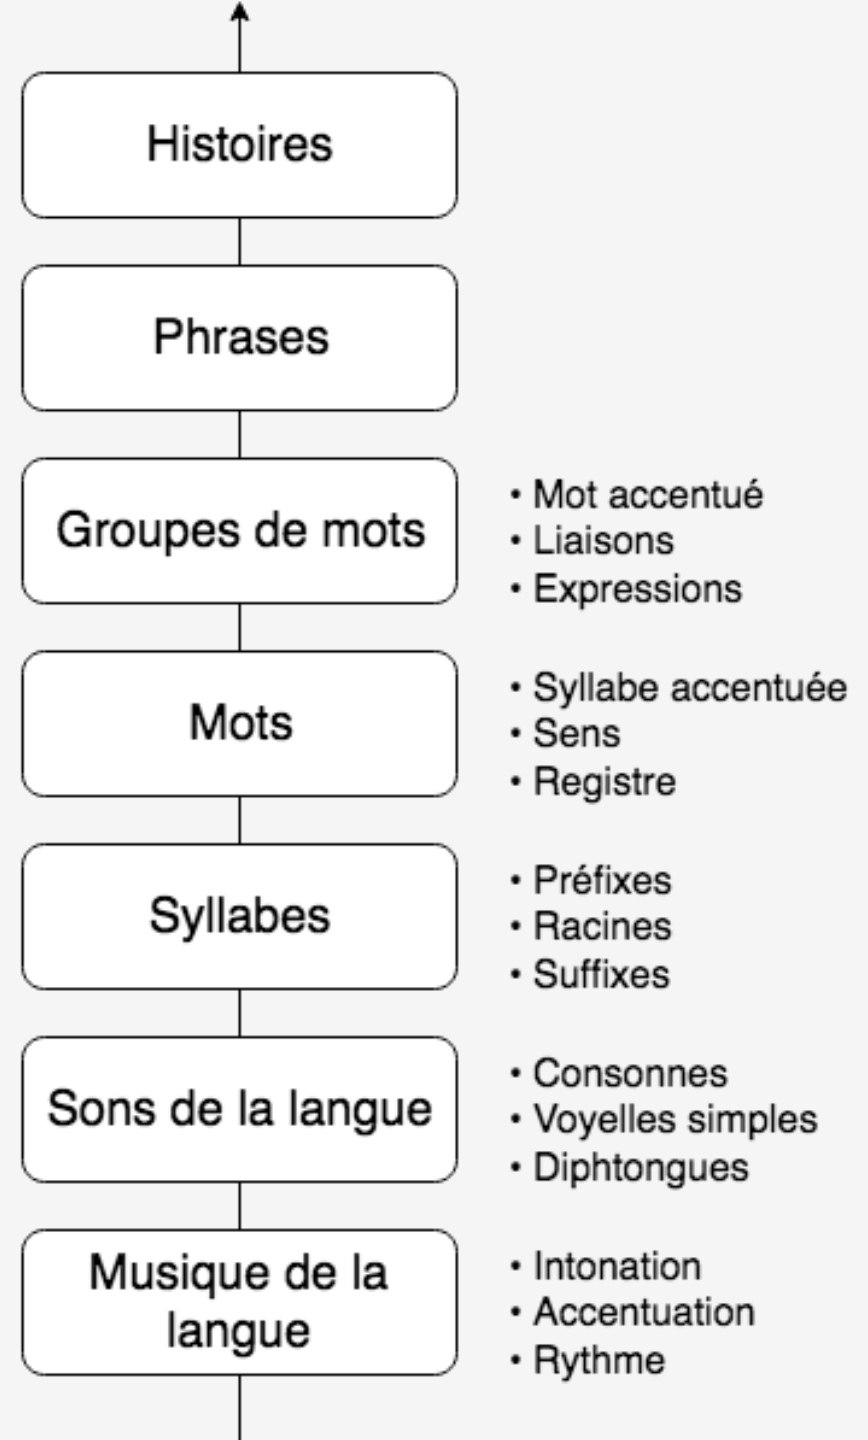 Histoires
Phrases
Groupes de mots
• Mot accentué
• Liaisons
• Expressions
Mots
• Syllabe accentuée
• Sens
• Registre
Syllabes
• Préfixes
• Racines
• Suffixes
Sons de la langue
• Consonnes
• Voyelles simples
• Diphtongues
Musique de la
langue
• Intonation
• Accentuation
• Rythme